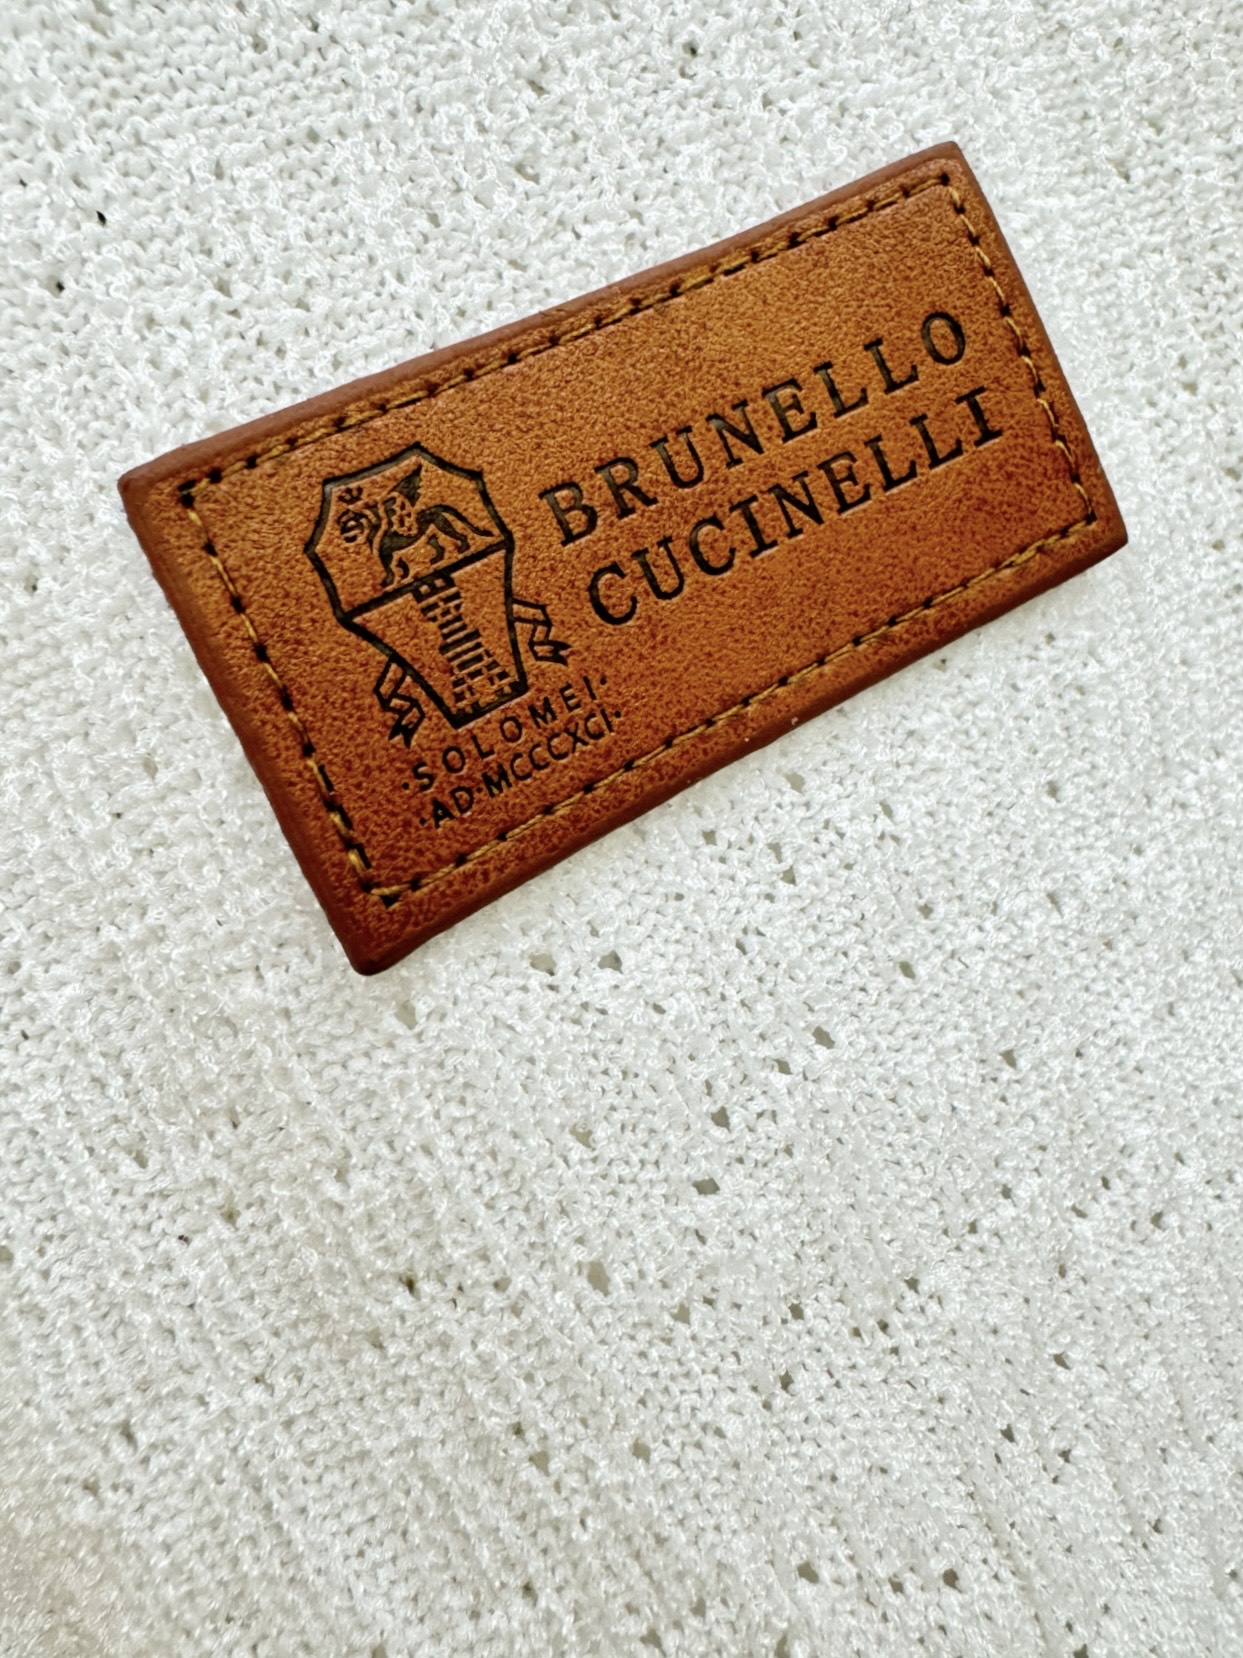 BRUNELLO
CUCINELLI
·SOLOMEI·
·AD·MCCCXCI·